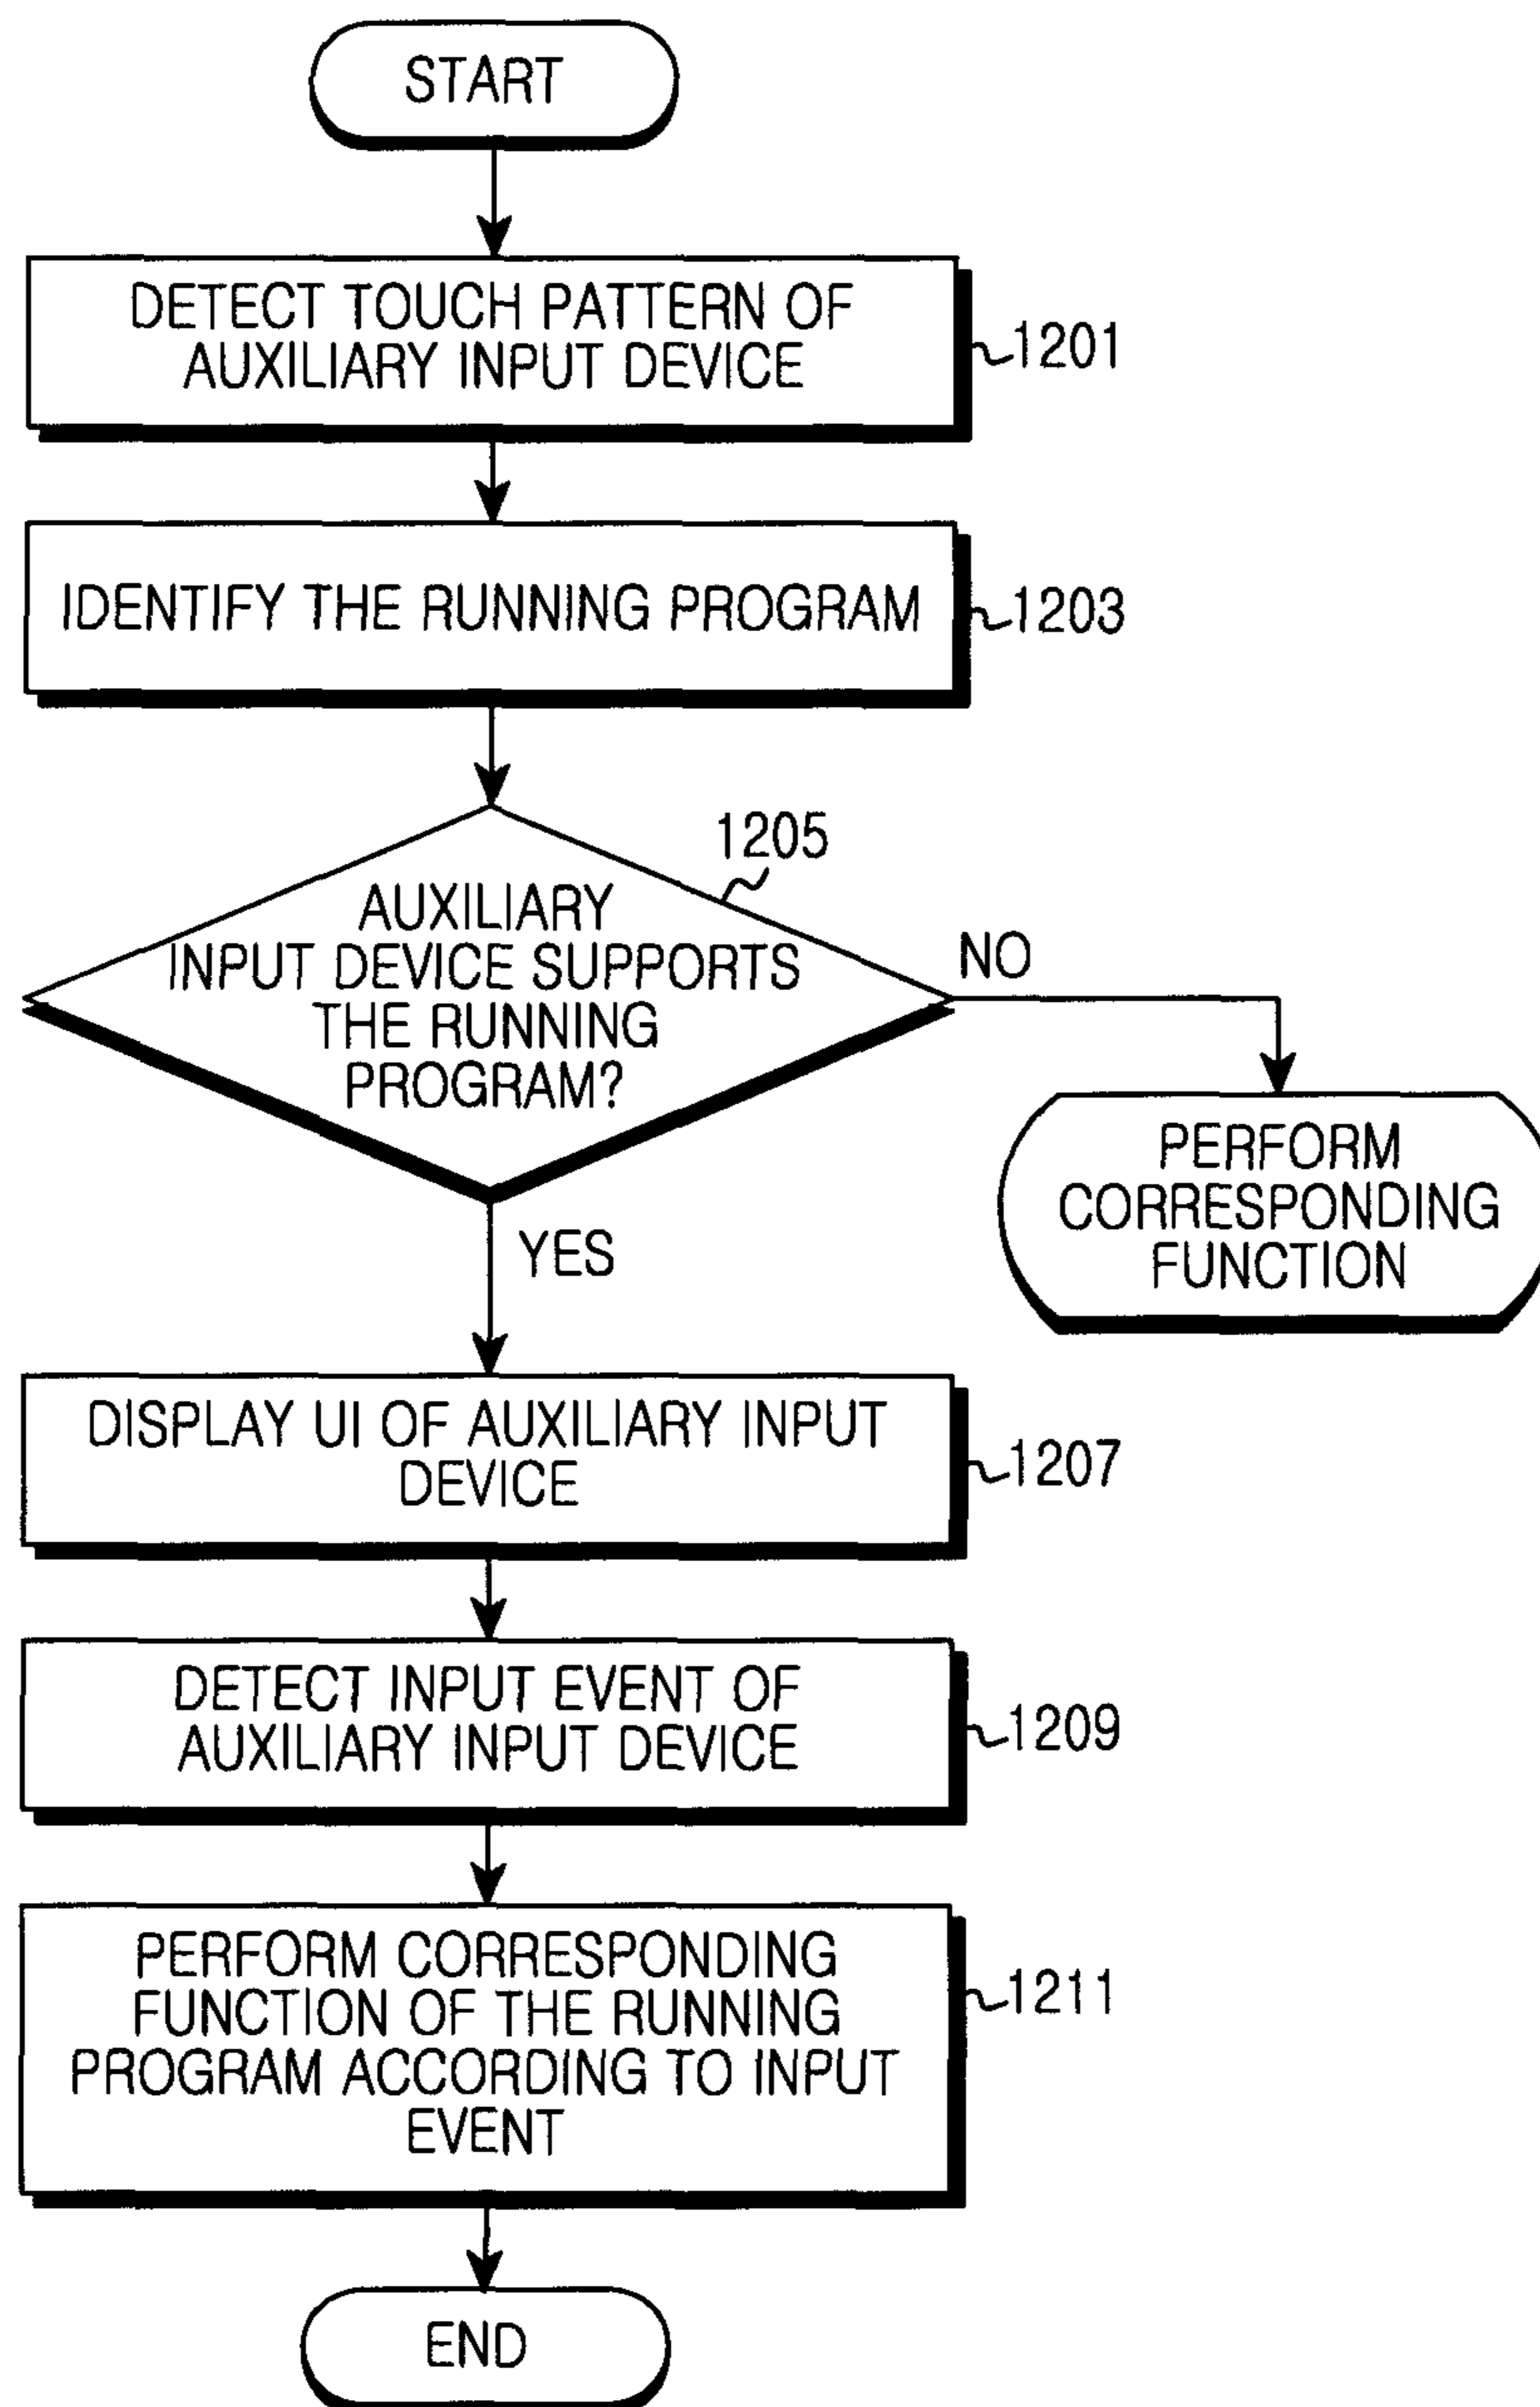 START
DETECT TOUCH PATTERN OF
AUXILIARY INPUT DEVICE
1201
IDENTIFY THE RUNNING PROGRAM
1203
1205
AUXILIARY
INPUT DEVICE SUPPORTS
THE RUNNING
PROGRAM?
NO
PERFORM
CORRESPONDING
FUNCTION
YES
DISPLAY UI OF AUXILIARY INPUT
DEVICE
1207
DETECT INPUT EVENT OF
AUXILIARY INPUT DEVICE
1209
PERFORM CORRESPONDING
FUNCTION OF THE RUNNING
PROGRAM ACCORDING TO INPUT
EVENT
1211
END